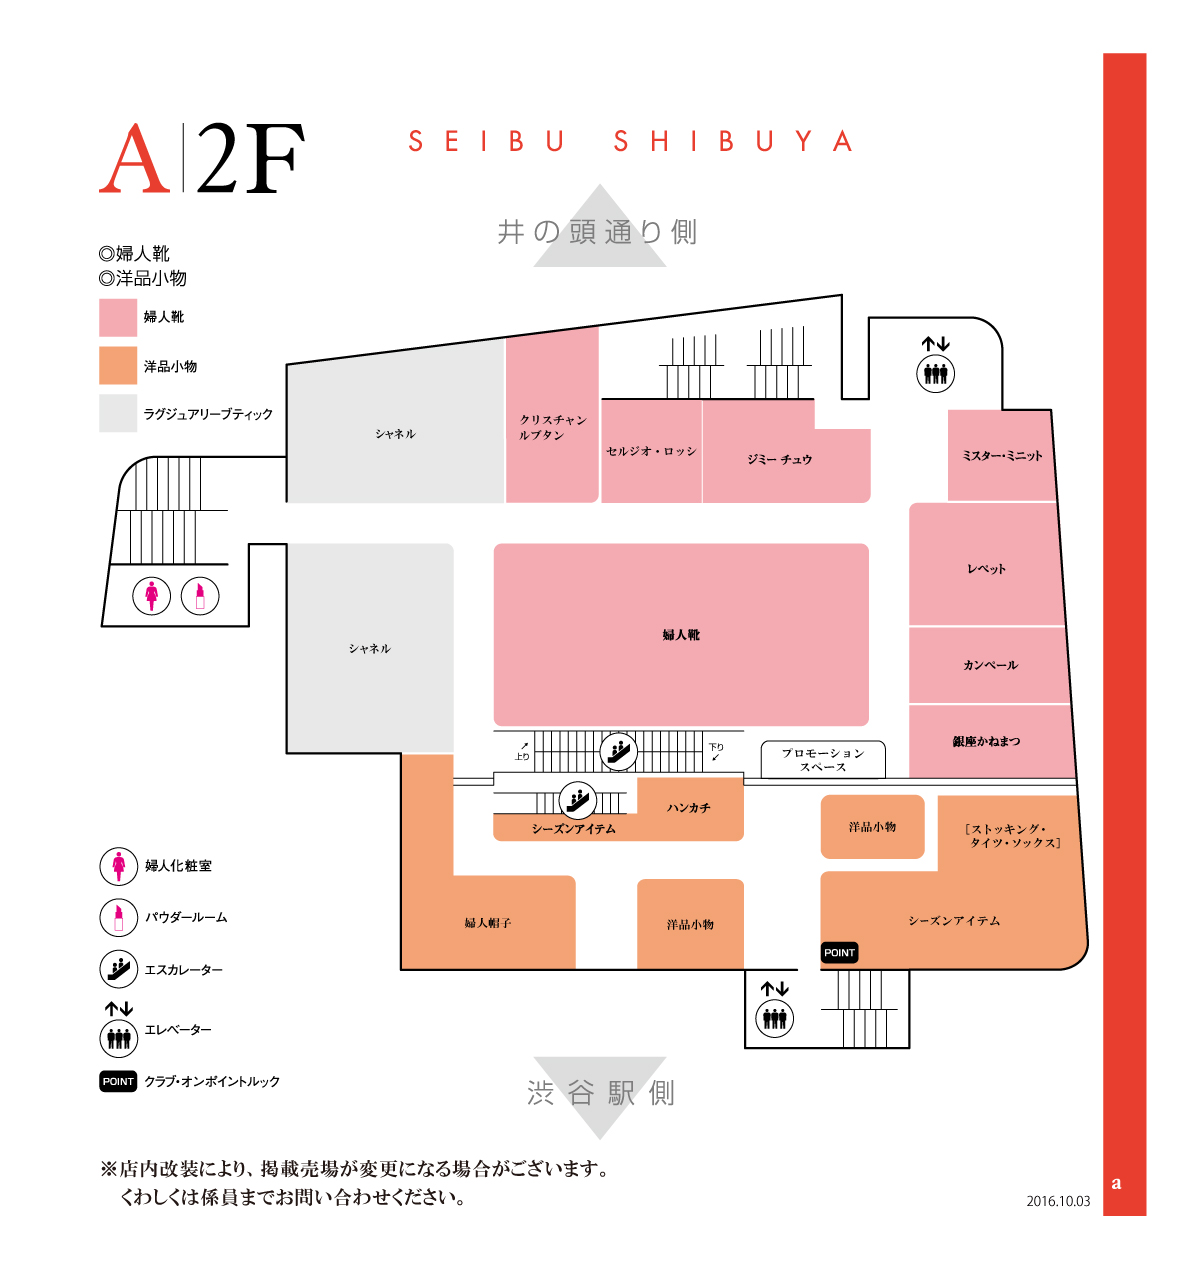 A|2F
SEIBU SHIBUYA
井の頭通り側
◎婦人靴
◎洋品小物
婦人靴
洋品小物
ラグジュアリーブティック
シャネル
クリスチャン
ルブタン
セルジオ・ロッシ
ジミー チュウ
ミスター・ミニット
レペット
シャネル
婦人靴
カンペール
銀座かねまつ
上り
下り
プロモーション
スペース
ハンカチ
シーズンアイテム
洋品小物
[ストッキング・
タイツ・ソックス]
婦人帽子
洋品小物
シーズンアイテム
POINT
婦人化粧室
パウダールーム
エスカレーター
エレベーター
POINT クラブ・オンポイントルック
渋谷駅側
※店内改装により、掲載売場が変更になる場合がございます。
くわしくは係員までお問い合わせください。
2016.10.03
a